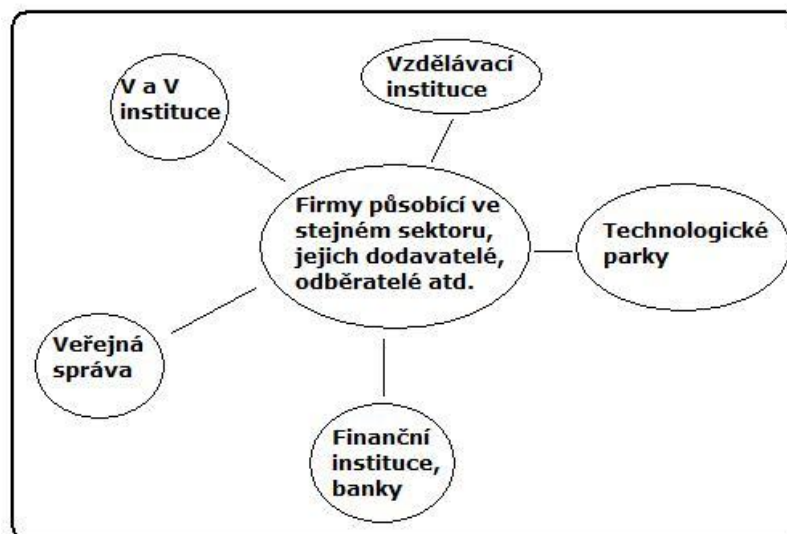 V a V
instituce
Vzdělávací
instituce
Firmy působící ve
stejném sektoru,
jejich dodavatelé,
odběratelé atd.
Technologické
parky
Veřejná
správa
Finanční
instituce,
banky